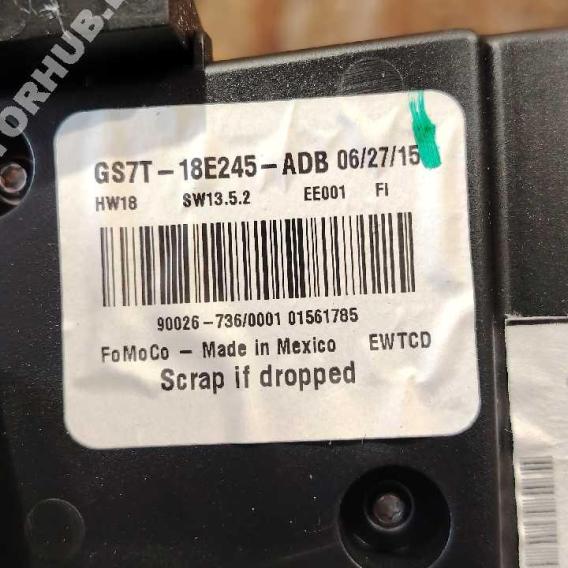 TORHUB.
GS7T-18E245-ADB 06/27/15
HW18 SW13.5.2 EE001 FI
90026-736/0001 01561785
FoMoCo - Made in Mexico EWTCD
Scrap if dropped